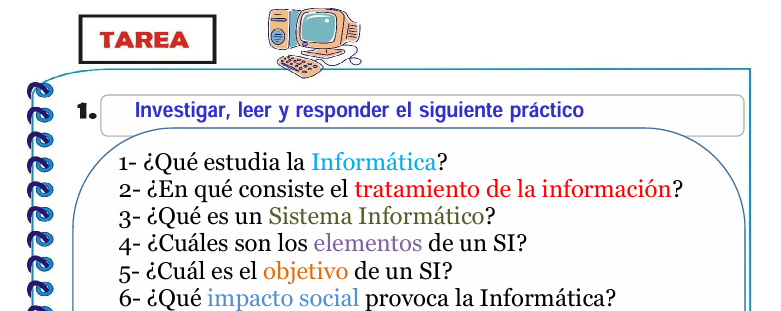 TAREA
1. Investigar, leer y responder el siguiente práctico
1- ¿Qué estudia la Informática?
2- ¿En qué consiste el tratamiento de la información?
3- ¿Qué es un Sistema Informático?
4- ¿Cuáles son los elementos de un SI?
5- ¿Cuál es el objetivo de un SI?
6- ¿Qué impacto social provoca la Informática?